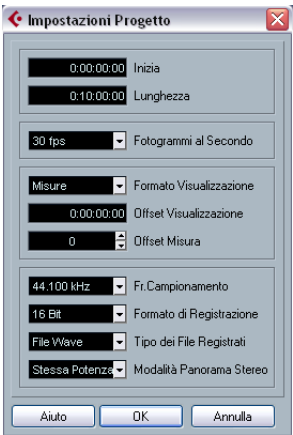 Impostazioni Progetto
0:00:00:00 Inizia
0:10:00:00 Lunghezza
30 fps Fotogrammi al Secondo
Misure Formato Visualizzazione
0:00:00:00 Offset Visualizzazione
0 Offset Misura
44.100 kHz Fr.Campionamento
16 Bit Formato di Registrazione
File Wave Tipo dei File Registrati
Stessa Potenza Modalità Panorama Stereo
Aiuto OK Annulla